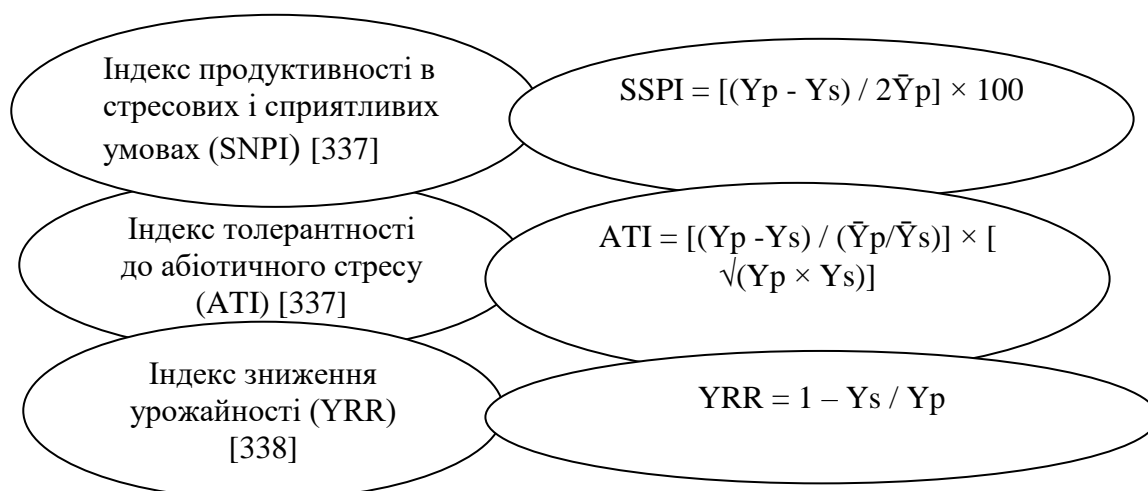 Індекс продуктивності в
стресових і сприятливих
умовах (SNPI) [337]
SSPI = [(Yp - Ys) / 2Ȳp] × 100
Індекс толерантності
до абіотичного стресу
(ATI) [337]
ATI = [(Yp -Ys) / (Ȳp/Ȳs)] × [
√(Yp × Ys)]
Індекс зниження
урожайності (YRR)
[338]
YRR = 1 – Ys / Yp